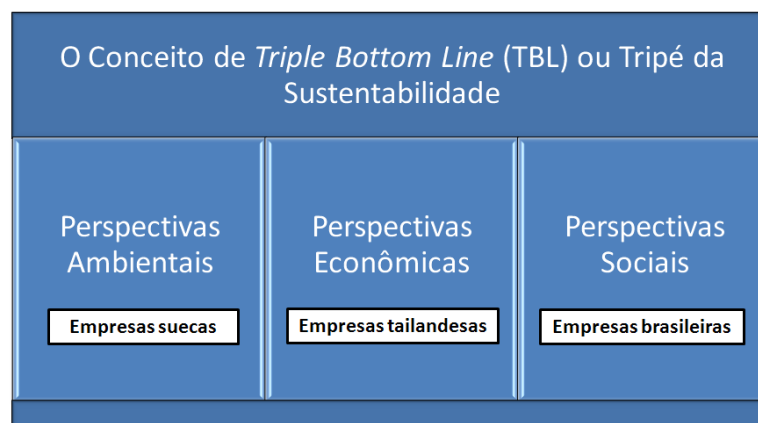 O Conceito de Triple Bottom Line (TBL) ou Tripé da
Sustentabilidade
Perspectivas
Ambientais
Empresas suecas
Perspectivas
Econômicas
Empresas tailandesas
Perspectivas
Sociais
Empresas brasileiras